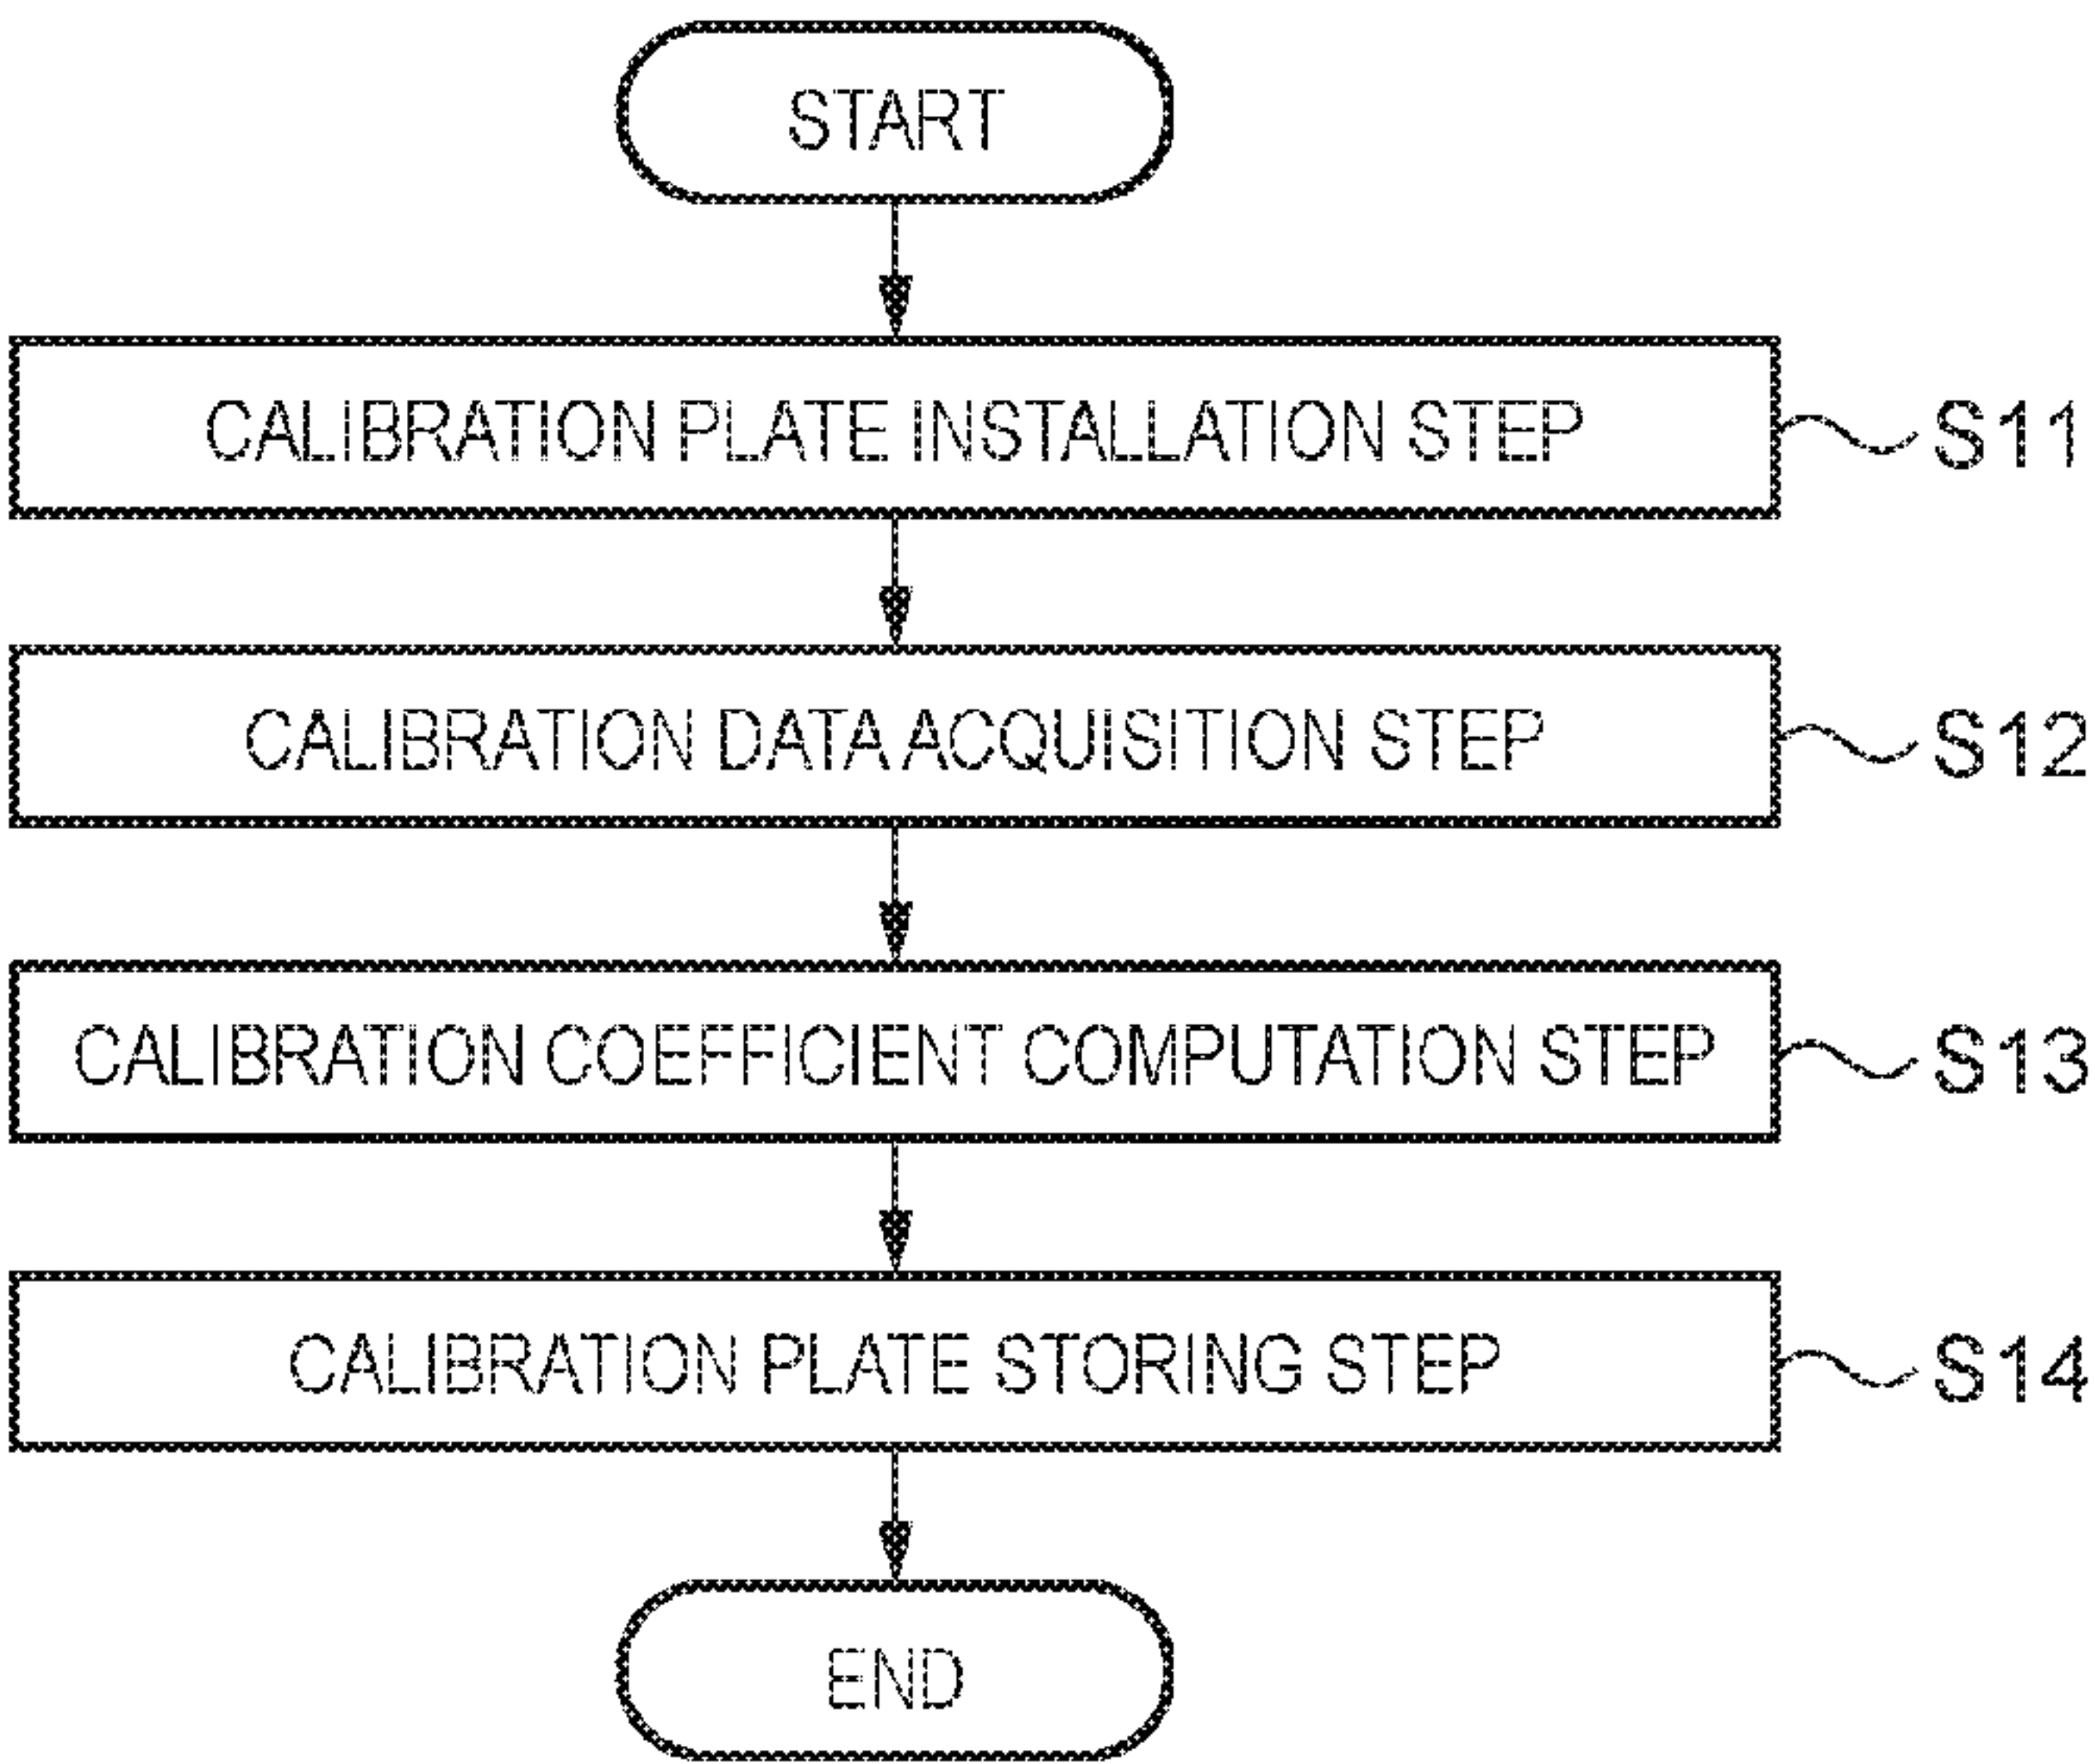 START
CALIBRATION PLATE INSTALLATION STEP S11
CALIBRATION DATA ACQUISITION STEP S12
CALIBRATION COEFFICIENT COMPUTATION STEP S13
CALIBRATION PLATE STORING STEP S14
END